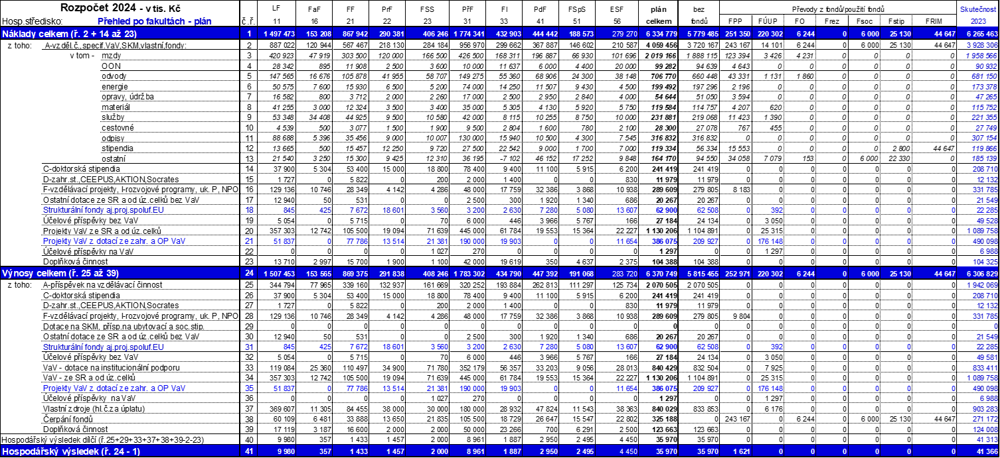 Rozpočet 2024 - v tis. Kč LF FaF FF PrF FSS PřF FI PdF FSpS ESF plán bez Převody z fondů/použití fondů Skutečnost
Hosp.středisko: Přehled po fakultách - plán č.ř. 11 16 21 22 23 31 33 41 51 56 celkem fondů FPP FÚUP FO Frez Fsoc Fstip FRIM 2023
Náklady celkem (ř. 2 + 14 až 23) 1 1 497 473 153 208 867 942 290 381 406 246 1 774 341 432 903 444 442 188 573 279 270 6 334 779 5 779 485 251 350 220 302 6 244 0 6 000 25 130 44 647 6 265 463
z toho: A-vzděl.č.,specif.VaV,SKM,vlastní,fondy: 2 887 022 120 944 567 467 218 130 284 184 956 970 299 662 367 887 146 602 210 587 4 059 456 3 720 167 243 167 14 101 6 244 0 6 000 25 130 44 647 3 928 306
v tom - mzdy 3 420 923 47 919 303 500 120 000 166 500 426 500 168 311 196 887 66 930 101 696 2 019 166 1 888 115 123 394 3 426 4 231 0 0 0 0 1 958 566
OON 4 28 342 895 11 908 2 500 3 600 10 000 11 637 6 000 4 400 20 000 99 282 94 639 4 643 0 0 0 0 0 0 90 932
odvody 5 147 565 16 676 105 878 41 955 58 707 149 275 55 360 68 906 24 300 38 148 706 770 660 448 43 331 1 131 1 860 0 0 0 0 681 150
energie 6 50 575 7 600 15 930 6 500 5 200 74 000 14 250 11 507 9 430 4 500 199 492 197 296 2 196 0 0 0 0 0 0 173 378
opravy, údržba 7 16 582 800 3 712 2 000 2 260 17 000 2 500 2 950 2 840 4 000 54 644 51 050 3 594 0 0 0 0 0 0 47 265
materiál 8 41 255 3 000 12 324 3 500 3 400 35 000 5 305 4 130 5 920 5 750 119 584 114 757 4 207 620 0 0 0 0 0 115 752
služby 9 53 348 34 408 44 925 9 500 10 580 42 000 8 115 10 255 8 750 10 000 231 881 219 068 11 423 1 390 0 0 0 0 0 221 355
cestovné 10 4 539 500 3 077 1 500 1 900 9 500 2 804 1 600 780 2 100 28 300 27 078 767 455 0 0 0 0 0 27 749
odpisy 11 88 688 5 396 35 456 9 000 10 007 130 000 15 940 10 500 4 300 7 545 316 832 316 832 0 0 0 0 0 0 0 307 154
stipendia 12 13 665 500 15 457 12 250 9 720 27 500 22 542 9 000 1 700 7 000 119 334 56 334 15 553 0 0 0 0 2 800 44 647 119 866
ostatní 13 21 540 3 250 15 300 9 425 12 310 36 195 -7 102 46 152 17 252 9 848 164 170 94 550 34 058 7 079 153 0 6 000 22 330 0 185 139
C-doktorská stipendia 14 37 900 5 304 53 400 15 000 18 800 78 400 9 400 11 100 5 915 6 200 241 419 241 419 0 0 0 0 0 0 0 208 710
D-zahr.st.,CEEPUS,AKTION,Socrates 15 1 727 0 5 822 0 200 2 000 1 400 0 0 830 11 979 11 979 0 0 0 0 0 0 0 12 132
F-vzdělávací projekty, I-rozvojové programy, uk. P, NPO 16 129 136 10 746 28 349 4 142 4 286 48 000 17 759 32 386 3 868 10 938 289 609 279 805 8 183 0 0 0 0 0 0 331 785
Ostatní dotace ze SR a od úz.celků bez VaV 17 12 940 50 531 0 0 2 500 300 1 920 1 340 686 20 267 20 267 0 0 0 0 0 0 0 21 549
Strukturální fondy aj.proj.spoluf.EU 18 845 425 7 672 18 601 3 560 3 200 2 630 7 280 5 080 13 607 62 900 62 508 0 392 0 0 0 0 0 22 285
Účelové příspěvky bez VaV 19 5 054 0 5 715 0 70 6 000 446 3 966 5 767 166 27 184 24 134 0 3 050 0 0 0 0 0 49 528
Projekty VaV ze SR a od úz.celků 20 357 303 12 742 105 500 19 094 71 639 445 000 61 784 19 553 15 364 22 227 1 130 206 1 104 891 0 25 315 0 0 0 0 0 1 089 758
Projekty VaV z dotací ze zahr. a OP VaV 21 51 837 0 77 786 13 514 21 381 190 000 19 903 0 0 11 654 386 075 209 927 0 176 148 0 0 0 0 0 490 098
Účelové příspěvky na VaV 22 0 0 0 0 1 027 270 0 0 0 0 1 297 0 0 1 297 0 0 0 0 0 6 988
Doplňková činnost 23 13 710 2 997 15 700 1 900 1 100 42 000 19 619 350 4 637 2 375 104 388 104 388 0 0 0 0 0 0 0 104 325
Výnosy celkem (ř. 25 až 39) 24 1 507 453 153 565 869 375 291 838 408 246 1 783 302 434 790 447 392 191 068 283 720 6 370 749 5 815 455 252 971 220 302 6 244 0 6 000 25 130 44 647 6 306 829
z toho: A-příspěvek na vzdělávací činnost 25 344 794 77 965 339 160 132 937 161 669 320 252 193 884 262 813 111 297 125 734 2 070 505 2 070 505 0 0 0 0 0 0 0 1 942 069
C-doktorská stipendia 26 37 900 5 304 53 400 15 000 18 800 78 400 9 400 11 100 5 915 6 200 241 419 241 419 0 0 0 0 0 0 0 208 710
D-zahr.st.,CEEPUS,AKTION,Socrates 27 1 727 0 5 822 0 200 2 000 1 400 0 0 830 11 979 11 979 0 0 0 0 0 0 0 12 132
F-vzdělávací projekty, I-rozvojové programy, uk. P, NPO 28 129 136 10 746 28 349 4 142 4 286 48 000 17 759 32 386 3 868 10 938 289 609 279 805 9 804 0 0 0 0 0 0 331 785
Dotace na SKM, přísp.na ubytovací a soc.stip. 29 0 0 0 0 0 0 0 0 0 0 0 0 0 0 0 0 0 0 0 0
Ostatní dotace ze SR a od úz.celků bez VaV 30 12 940 50 531 0 0 2 500 300 1 920 1 340 686 20 267 20 267 0 0 0 0 0 0 0 21 549
Strukturální fondy aj.proj.spoluf.EU 31 845 425 7 672 18 601 3 560 3 200 2 630 7 280 5 080 13 607 62 900 62 508 0 392 0 0 0 0 0 22 285
Účelové příspěvky bez VaV 32 5 054 0 5 715 0 70 6 000 446 3 966 5 767 166 27 184 24 134 0 3 050 0 0 0 0 0 49 581
VaV - dotace na institucionální podporu 33 119 084 25 360 110 497 34 900 71 780 352 179 56 357 33 203 9 056 28 013 840 429 832 504 0 7 925 0 0 0 0 0 833 411
VaV - ze SR a od úz.celků 34 357 303 12 742 105 500 19 094 71 639 445 000 61 784 19 553 15 364 22 227 1 130 206 1 104 891 0 25 315 0 0 0 0 0 1 089 758
Projekty VaV z dotací ze zahr. a OP VaV 35 51 837 0 77 786 13 514 21 381 190 000 19 903 0 0 11 654 386 075 209 927 0 176 148 0 0 0 0 0 490 098
Účelové příspěvky na VaV 36 0 0 0 0 1 027 270 0 0 0 0 1 297 0 0 1 297 0 0 0 0 0 6 988
Vlastní zdroje (hl.č.za úplatu) 37 369 607 11 305 84 455 38 000 30 000 180 000 28 932 47 824 11 543 38 363 840 029 833 853 0 6 176 0 0 0 0 0 903 283
Čerpání fondů 38 60 109 6 481 33 888 13 650 21 835 105 500 18 729 26 647 15 547 22 802 325 188 0 243 167 0 6 244 0 6 000 25 130 44 647 271 172
Doplňková činnost 39 17 119 3 187 16 600 2 000 2 000 50 000 23 266 700 6 291 2 500 123 663 123 663 0 0 0 0 0 0 0 124 008
Hospodářský výsledek dílčí (ř.25+29+33+37+38+39-2-23) 40 9 980 357 1 433 1 457 2 000 8 961 1 887 2 950 2 495 4 450 35 970 35 970 0 0 0 0 0 0 0 41 313
Hospodářský výsledek (ř. 24 - 1) 41 9 980 357 1 433 1 457 2 000 8 961 1 887 2 950 2 495 4 450 35 970 35 970 1 621 0 0 0 0 0 0 41 366